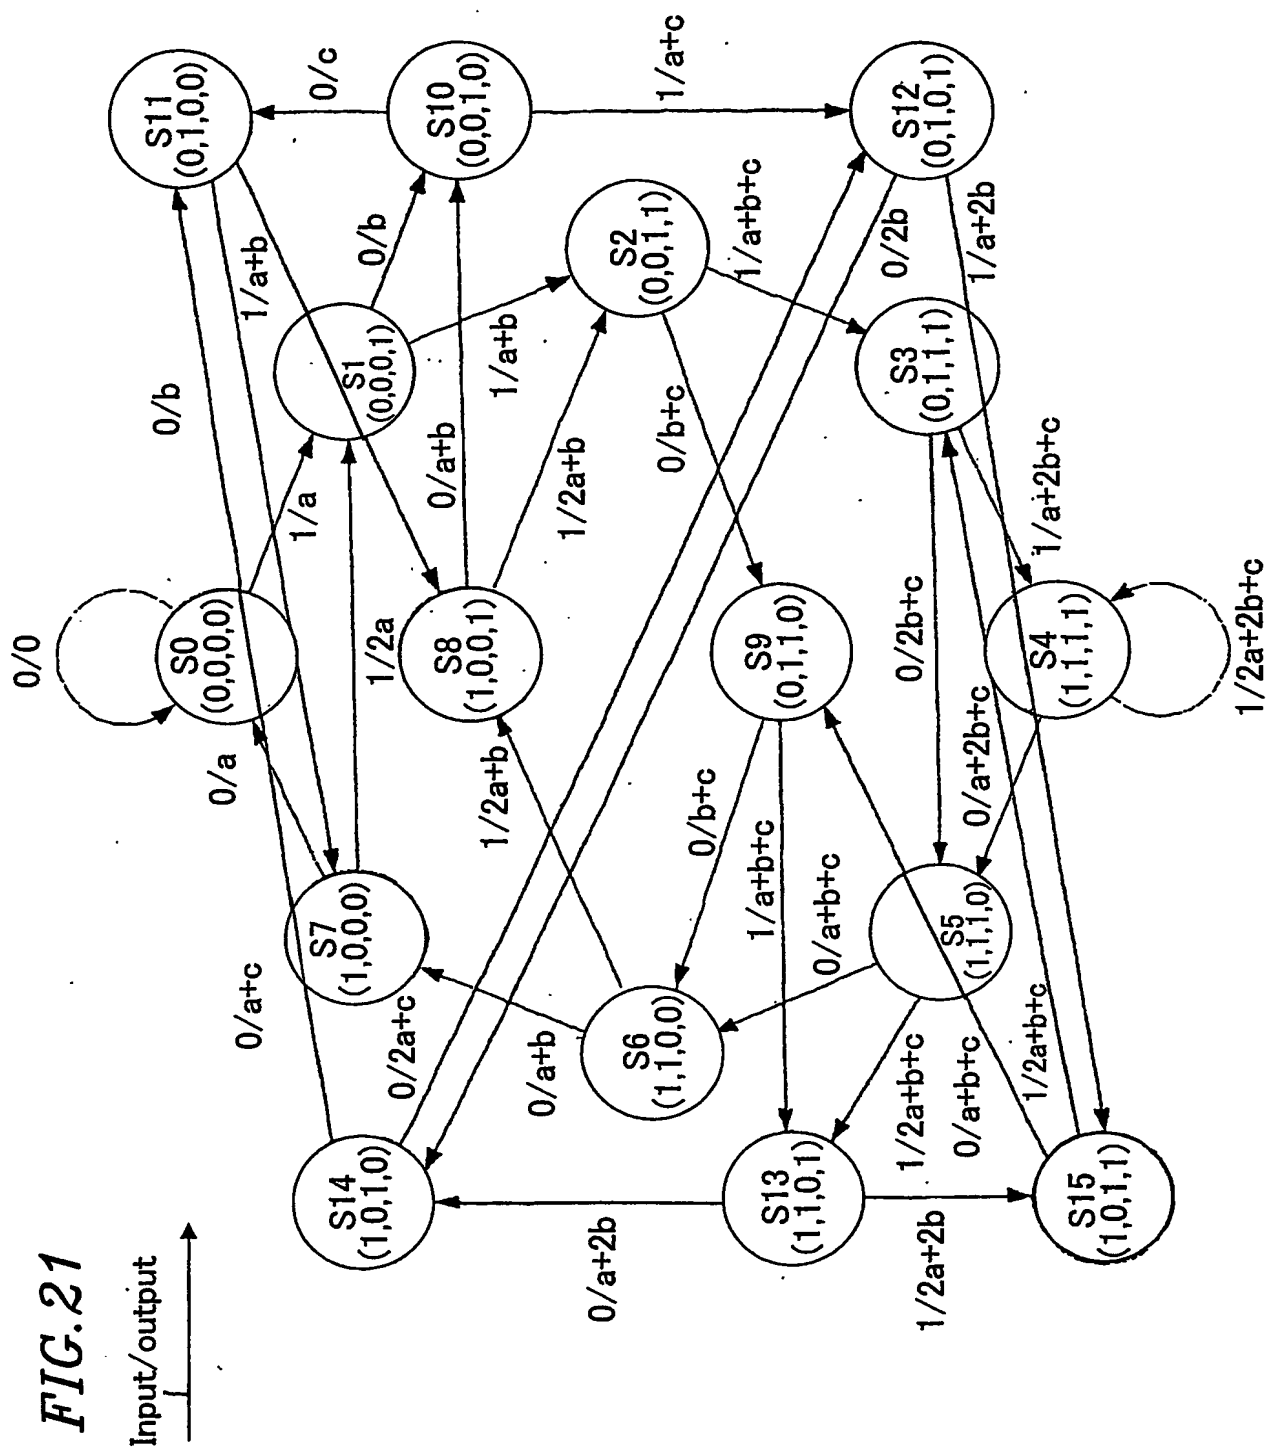 FIG.21
Input/output
S14
(1,0,1,0)
S13
(1,1,0,1)
S15
(1,0,1,1)
0/a+2b
1/2a+2b
S6
(1,1,0,0)
S7
(1,0,0,0)
S5
(1,1,1,0)
0/a+c
0/2a+c
0/a+b
1/2a+b+c
0/a+b+c
1/2a+b+c
0/a+b+c
0/a
1/2a+b
0/b+c
1/a+b+c
0/a+2b+c
S0
(0,0,0,0)
S8
(1,0,0,1)
S9
(0,1,1,0)
S4
(1,1,1,1)
0/0
1/2a
0/2b+c
1/2a+2b+c
1/a
0/a+b
1/2a+b
0/b+c
1/a+2b+c
0/b
S1
(0,0,0,1)
1/a+b
S3
(0,1,1,1)
1/a+b
0/b
S2
(0,0,1,1)
1/a+b+c
0/2b
1/a+2b
S11
(0,1,0,0)
0/c
S10
(0,0,1,0)
1/a+c
S12
(0,1,0,1)